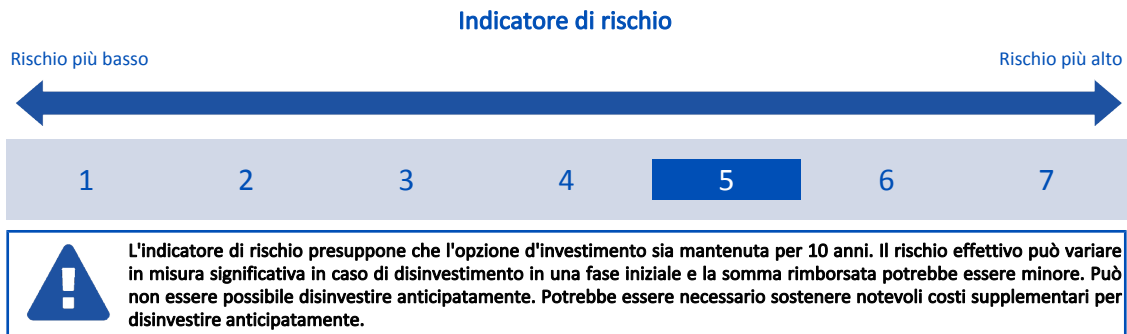 Indicatore di rischio
Rischio più basso
Rischio più alto
1 2 3 4 5 6 7
L'indicatore di rischio presuppone che l'opzione d'investimento sia mantenuta per 10 anni. Il rischio effettivo può variare
in misura significativa in caso di disinvestimento in una fase iniziale e la somma rimborsata potrebbe essere minore. Può
non essere possibile disinvestire anticipatamente. Potrebbe essere necessario sostenere notevoli costi supplementari per
disinvestire anticipatamente.